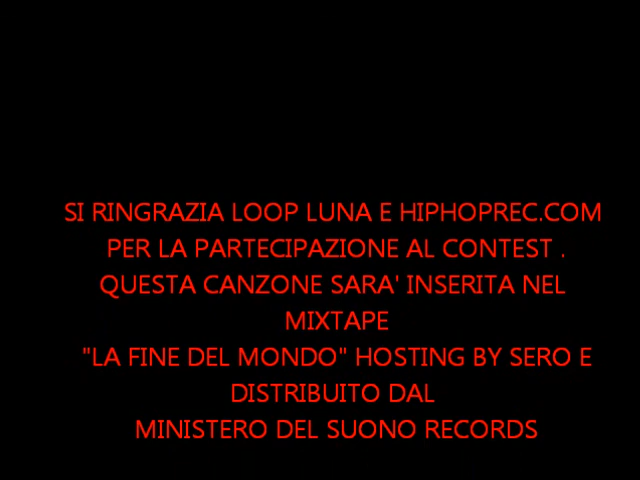 SI RINGRAZIA LOOP LUNA E HIPHOPREC.COM
PER LA PARTECIPAZIONE AL CONTEST .
QUESTA CANZONE SARA' INSERITA NEL
MIXTAPE
"LA FINE DEL MONDO" HOSTING BY SERO E
DISTRIBUITO DAL
MINISTERO DEL SUONO RECORDS